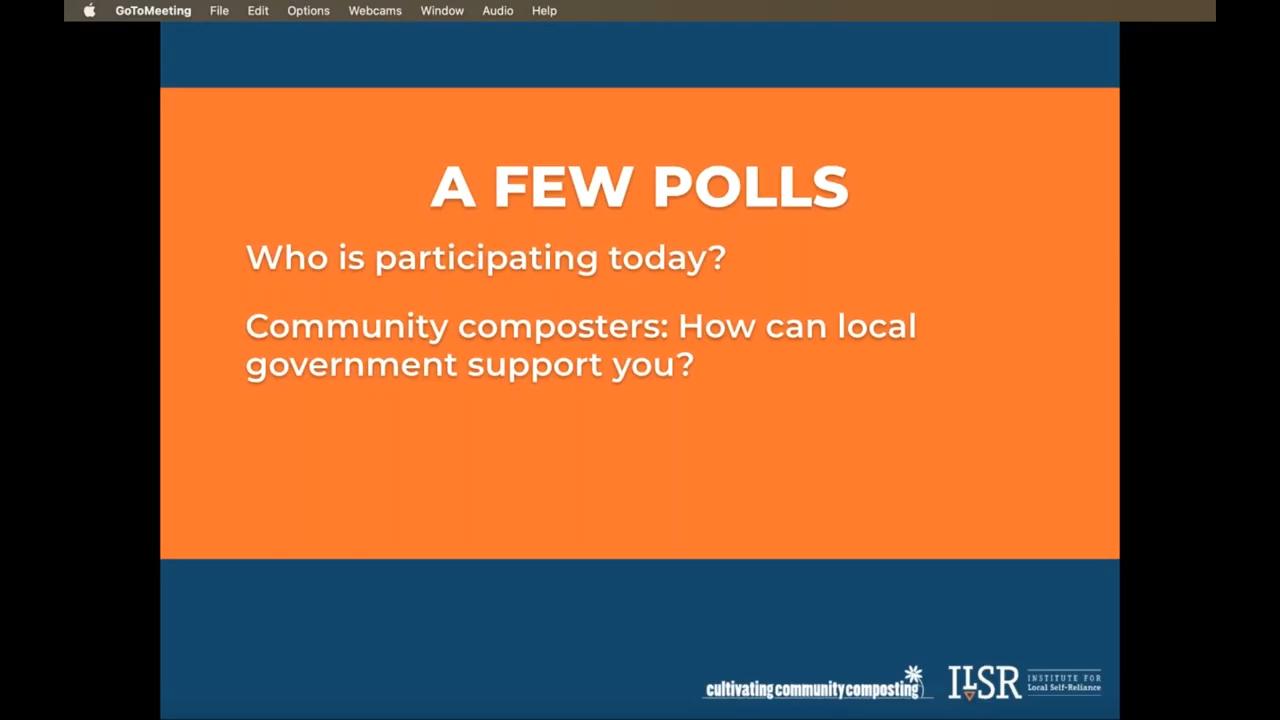 GoToMeeting File Edit Options Webcams Window Audio Help
A FEW POLLS
Who is participating today?
Community composters: How can local
government support you?
cultivating community composting
ILSR
INSTITUTE FOR
Local Self-Reliance